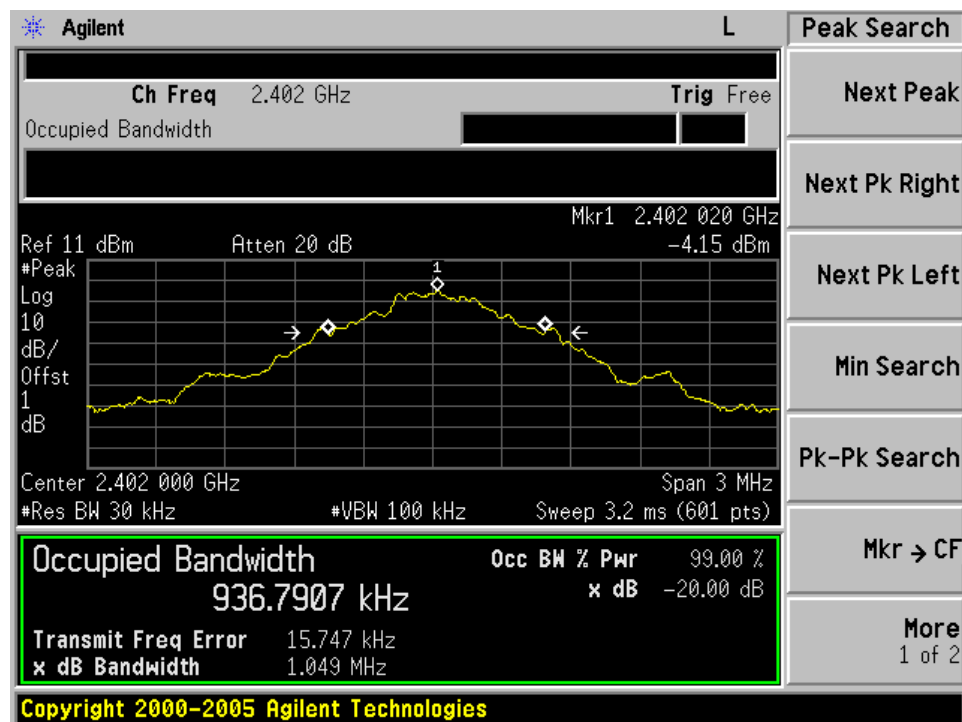 Agilent L Peak Search
Ch Freq 2.402 GHz Trig Free
Occupied Bandwidth
Next Peak
Next Pk Right
Next Pk Left
Min Search
Pk-Pk Search
Mkr → CF
More
1 of 2
Mkr1 2.402 020 GHz
Ref 11 dBm Atten 20 dB -4.15 dBm
#Peak
Log
10
dB/
Offst
1
dB
1
Center 2.402 000 GHz Span 3 MHz
#Res BW 30 kHz #VBW 100 kHz Sweep 3.2 ms (601 pts)
Occupied Bandwidth Occ BW % Pwr 99.00 %
936.7907 kHz x dB -20.00 dB
Transmit Freq Error 15.747 kHz
x dB Bandwidth 1.049 MHz
Copyright 2000-2005 Agilent Technologies